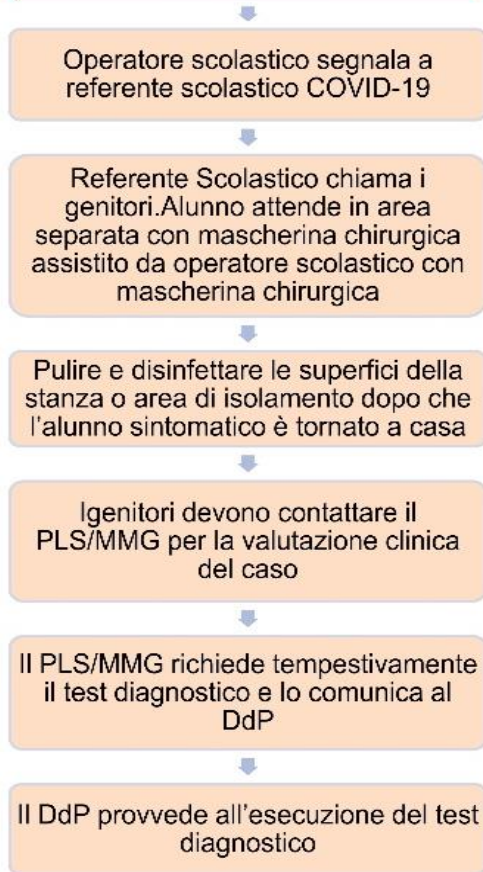 Operatore scolastico segnala a
referente scolastico COVID-19
Referente Scolastico chiama i
genitori.Alunno attende in area
separata con mascherina chirurgica
assistito da operatore scolastico con
mascherina chirurgica
Pulire e disinfettare le superfici della
stanza o area di isolamento dopo che
l'alunno sintomatico è tornato a casa
Igenitori devono contattare il
PLS/MMG per la valutazione clinica
del caso
Il PLS/MMG richiede tempestivamente
il test diagnostico e lo comunica al
DdP
Il DdP provvede all'esecuzione del test
diagnostico